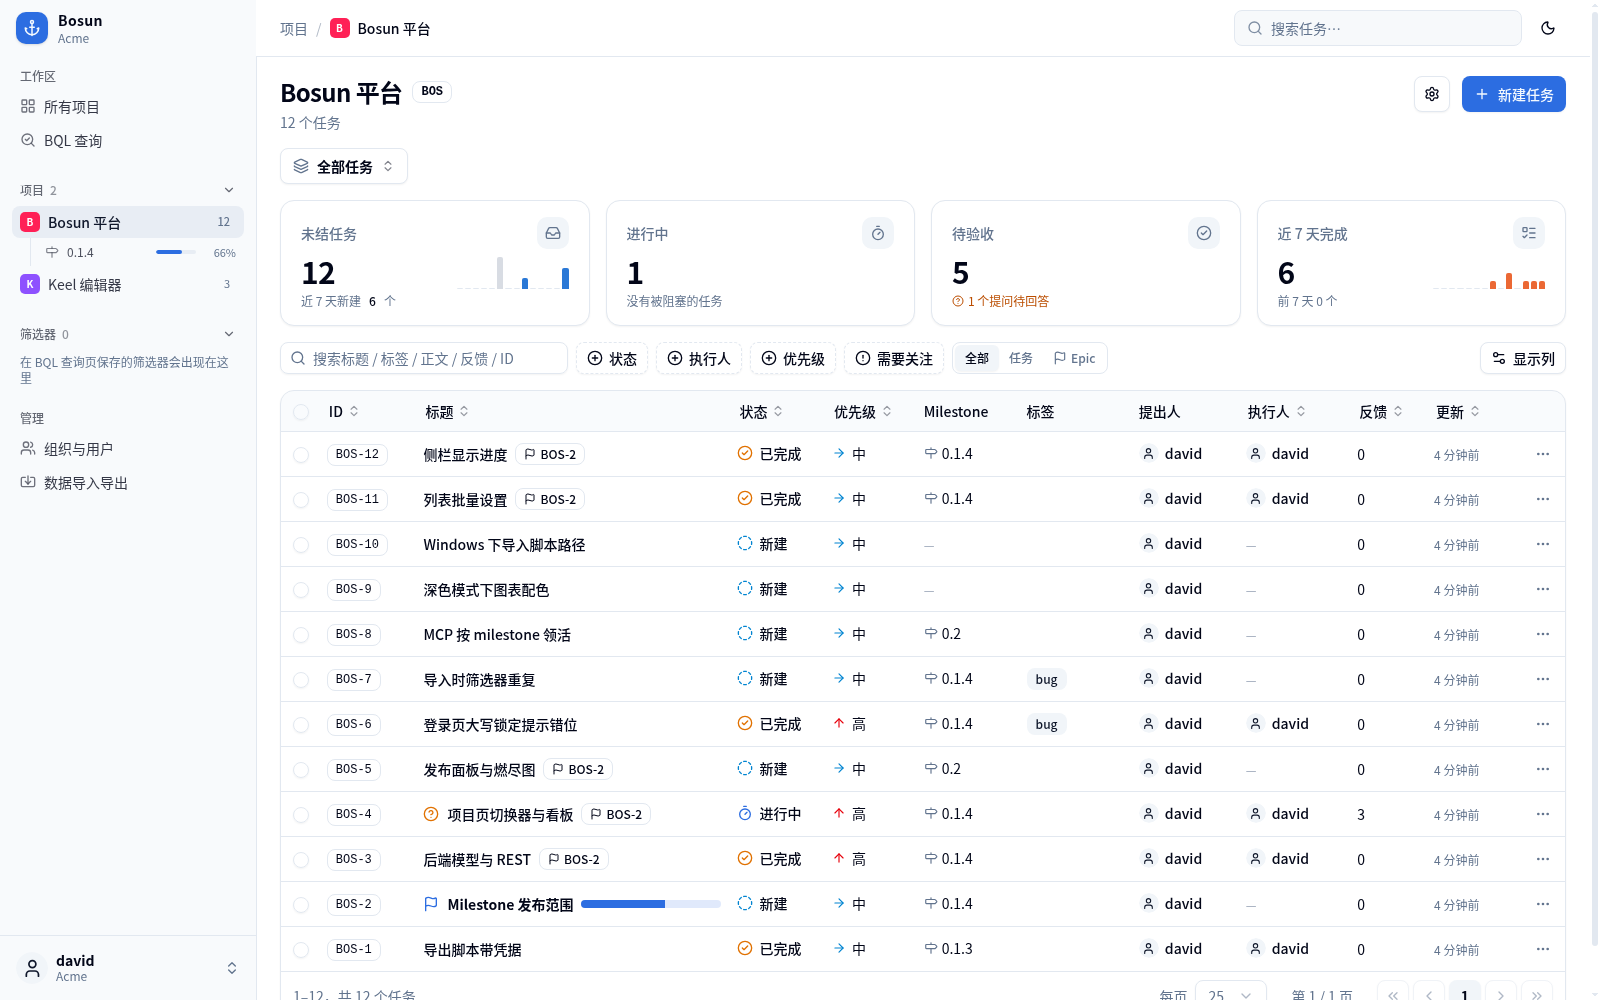 Bosun
Acme
工作区
所有项目
BQL 查询
项目 2
B Bosun 平台 12
0.1.4 66%
K Keel 编辑器 3
筛选器 0
在 BQL 查询页保存的筛选器会出现在这
里
管理
组织与用户
数据导入导出
david
Acme
项目 / B Bosun 平台
搜索任务…
Bosun 平台 BOS
12 个任务
新建任务
全部任务
未结任务
12
近 7 天新建 6 个
进行中
1
没有被阻塞的任务
待验收
5
1 个提问待回答
近 7 天完成
6
前 7 天 0 个
搜索标题 / 标签 / 正文 / 反馈 / ID 状态 执行人 优先级 需要关注 全部 任务 Epic 显示列
ID 标题 状态 优先级 Milestone 标签 提出人 执行人 反馈 更新
BOS-12 侧栏显示进度 BOS-2 已完成 中 0.1.4 david david 0 4 分钟前
BOS-11 列表批量设置 BOS-2 已完成 中 0.1.4 david david 0 4 分钟前
BOS-10 Windows 下导入脚本路径 新建 中 — david — 0 4 分钟前
BOS-9 深色模式下图表配色 新建 中 — david — 0 4 分钟前
BOS-8 MCP 按 milestone 领活 新建 中 0.2 david — 0 4 分钟前
BOS-7 导入时筛选器重复 新建 中 0.1.4 bug david — 0 4 分钟前
BOS-6 登录页大写锁定提示错位 已完成 高 0.1.4 bug david david 0 4 分钟前
BOS-5 发布面板与燃尽图 BOS-2 新建 中 0.2 david — 0 4 分钟前
BOS-4 项目页切换器与看板 BOS-2 进行中 高 0.1.4 david david 3 4 分钟前
BOS-3 后端模型与 REST BOS-2 已完成 高 0.1.4 david david 0 4 分钟前
BOS-2 Milestone 发布范围 新建 中 0.1.4 david — 0 4 分钟前
BOS-1 导出脚本带凭据 已完成 中 0.1.3 david david 0 4 分钟前
1–12，共 12 个任务 每页 25 第 1 / 1 页 1